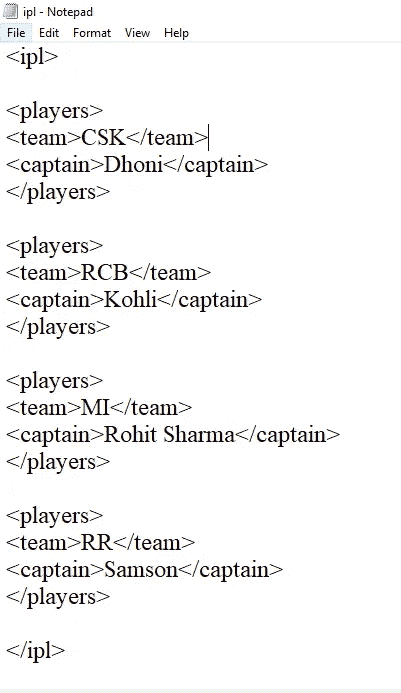 ipl - Notepad
File Edit Format View Help
<ipl>
<players>
<team>CSK</team>
<captain>Dhoni</captain>
</players>
<players>
<team>RCB</team>
<captain>Kohli</captain>
</players>
<players>
<team>MI</team>
<captain>Rohit Sharma</captain>
</players>
<players>
<team>RR</team>
<captain>Samson</captain>
</players>
</ipl>